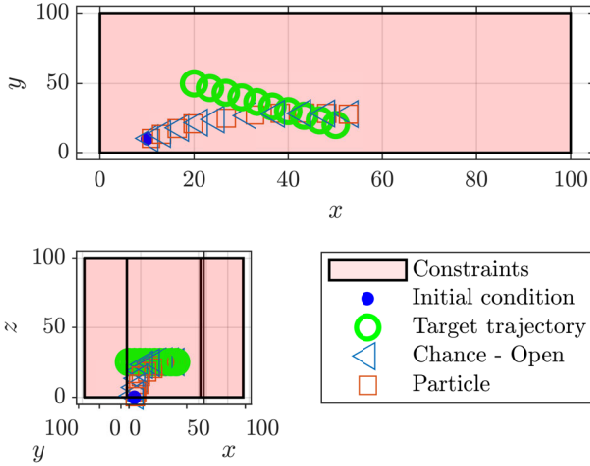 100
50
0
y
0 20 40 60 80 100
x
100
50
0
z
100 0 0 50 100
y x
Constraints
Initial condition
Target trajectory
Chance - Open
Particle